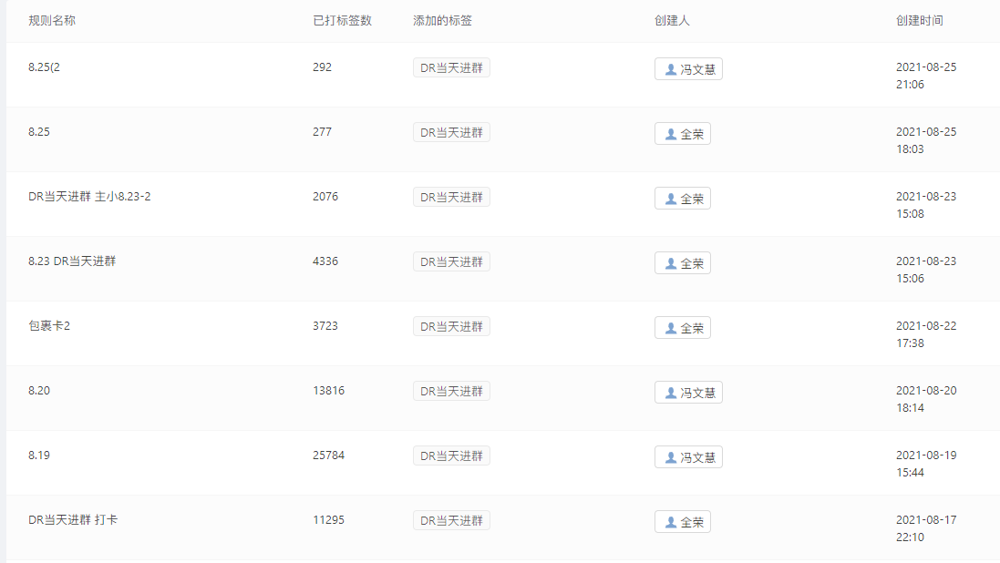 规则名称 已打标签数 添加的标签 创建人 创建时间
8.25(2 292 DR当天进群 冯文慧 2021-08-25
21:06
8.25 277 DR当天进群 全荣 2021-08-25
18:03
DR当天进群 主小8.23-2 2076 DR当天进群 全荣 2021-08-23
15:08
8.23 DR当天进群 4336 DR当天进群 全荣 2021-08-23
15:06
包裹卡2 3723 DR当天进群 全荣 2021-08-22
17:38
8.20 13816 DR当天进群 冯文慧 2021-08-20
18:14
8.19 25784 DR当天进群 冯文慧 2021-08-19
15:44
DR当天进群 打卡 11295 DR当天进群 全荣 2021-08-17
22:10